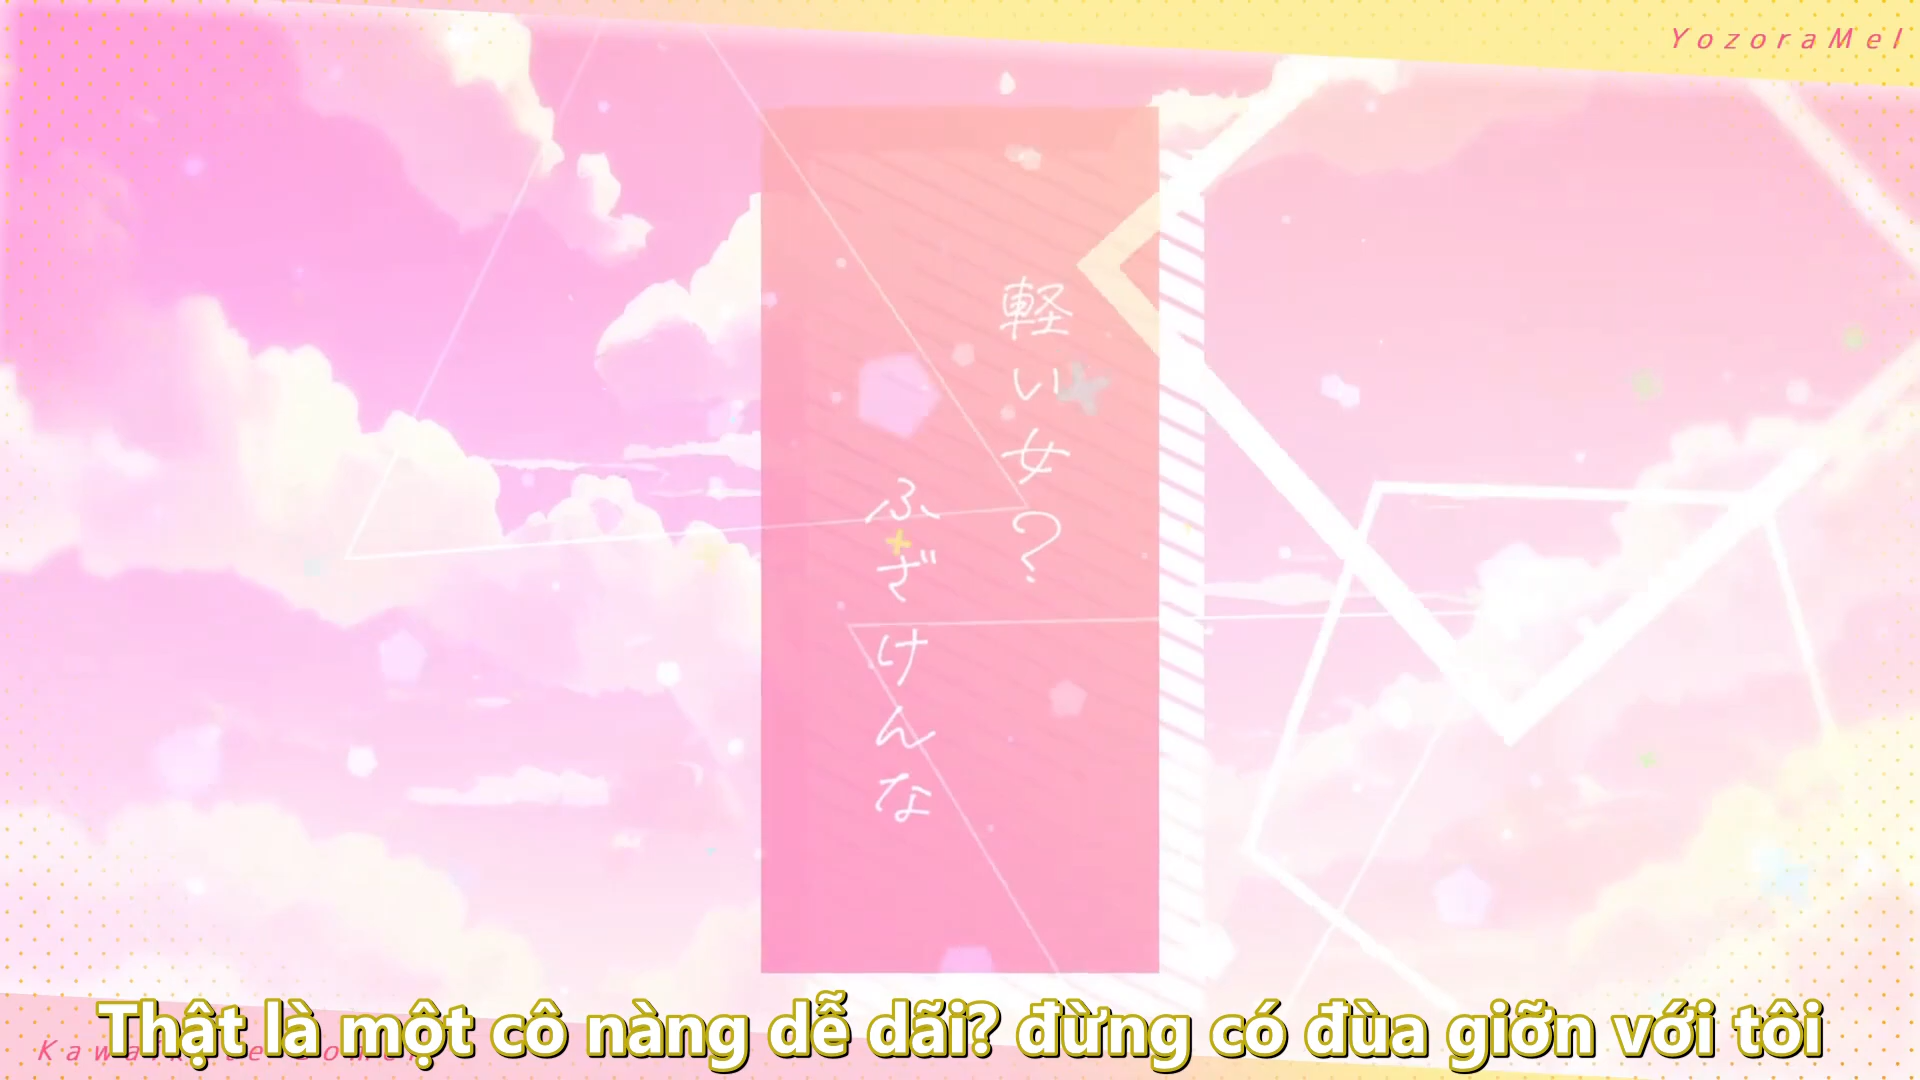 YozoraMel
軽い女?
ふざけんな
Thật là một cô nàng dễ dãi? đừng có đùa giỡn với tôi